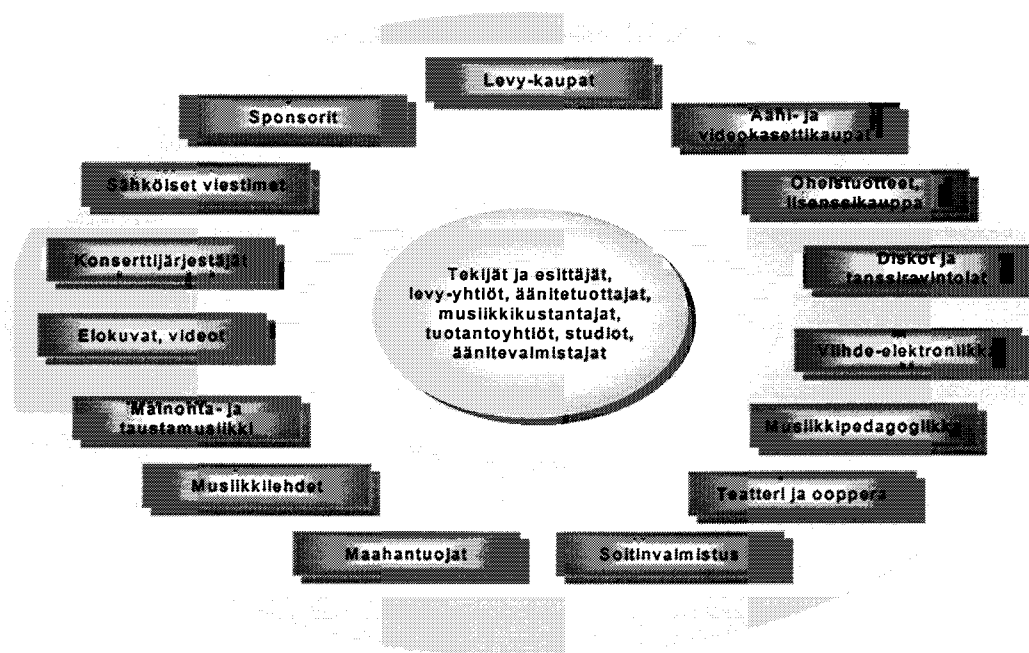 Levy-kaupat
Sponsorit
Ääni- ja
videokasettikaupat
Sähköiset viestimet
Oheistuotteet,
lisenssikauppa
Konserttijärjestäjät
Tekijät ja esittäjät,
levy-yhtiöt, äänitetuottajat,
musiikkikustantajat,
tuotantoyhtiöt, studiot,
äänitevalmistajat
Diskot ja
tanssiravintolat
Elokuvat, videot
Viihde-elektroniikka
Mainonta- ja
taustamusiikki
Musiikkipedagogiikka
Musiikkilehdet
Teatteri ja ooppera
Maahantuojat
Soitinvalmistus